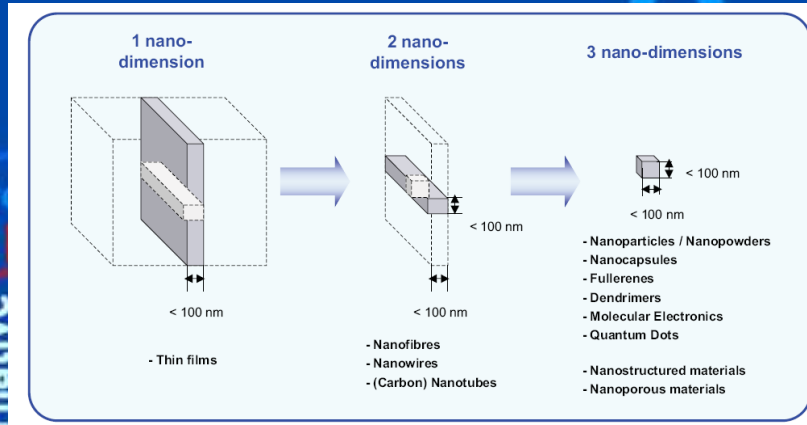 1 nano-
dimension
2 nano-
dimensions
3 nano-dimensions
< 100 nm
- Thin films
< 100 nm
< 100 nm
- Nanofibres
- Nanowires
- (Carbon) Nanotubes
< 100 nm
< 100 nm
- Nanoparticles / Nanopowders
- Nanocapsules
- Fullerenes
- Dendrimers
- Molecular Electronics
- Quantum Dots
- Nanostructured materials
- Nanoporous materials